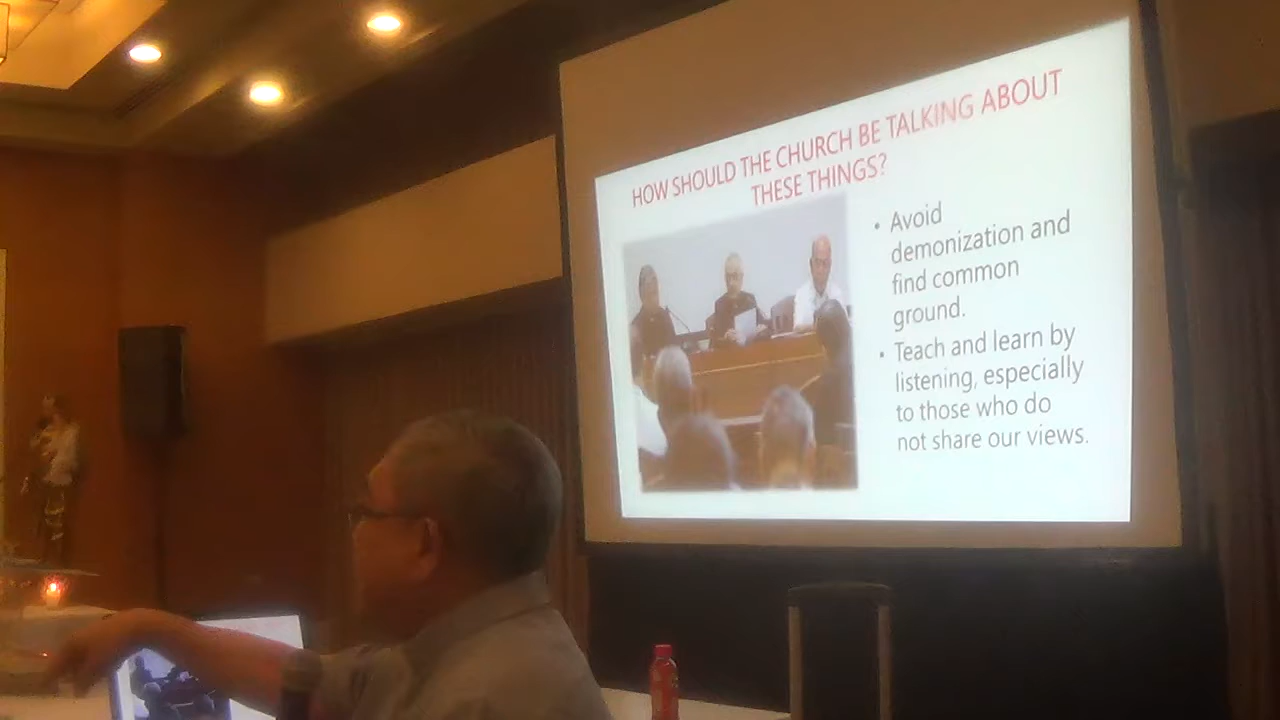 HOW SHOULD THE CHURCH BE TALKING ABOUT
THESE THINGS?
• Avoid
demonization and
find common
ground.
• Teach and learn by
listening, especially
to those who do
not share our views.